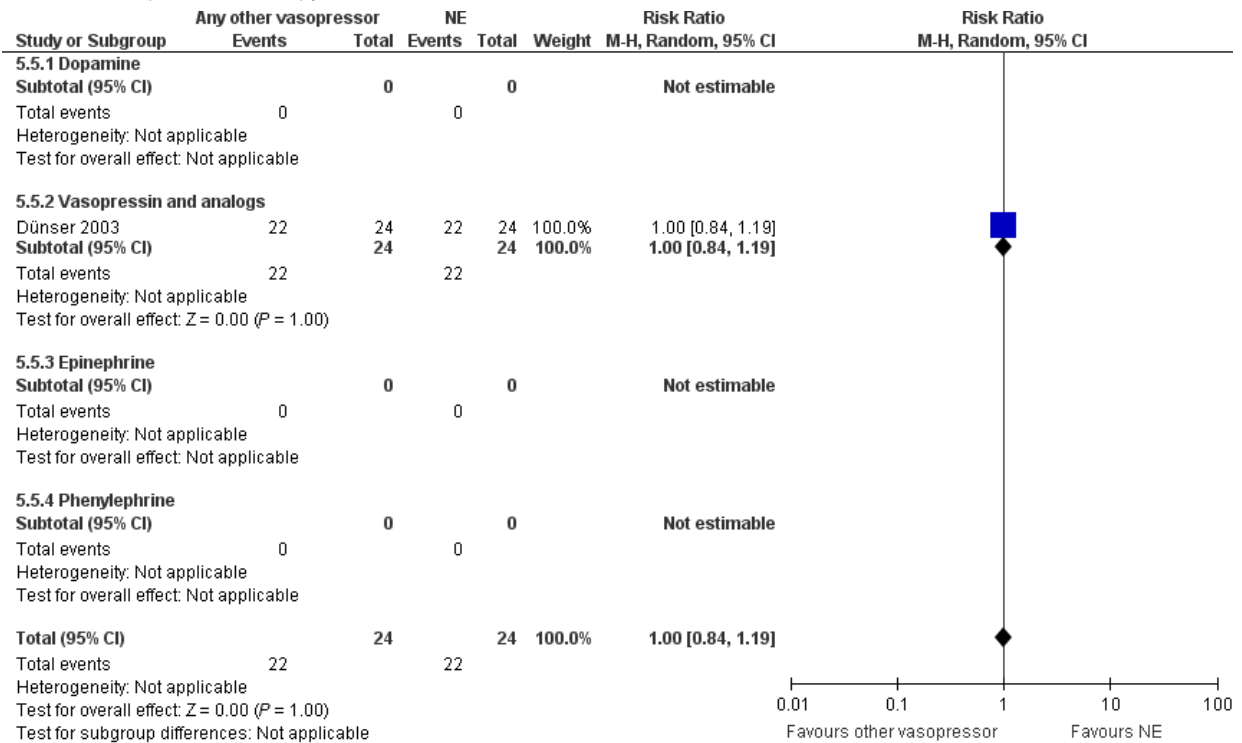 Any other vasopressor NE Risk Ratio Risk Ratio
Study or Subgroup Events Total Events Total Weight M-H, Random, 95% CI M-H, Random, 95% CI
5.5.1 Dopamine
Subtotal (95% CI) 0 0 Not estimable
Total events 0 0
Heterogeneity: Not applicable
Test for overall effect: Not applicable
5.5.2 Vasopressin and analogs
Dünser 2003 22 24 22 24 100.0% 1.00 [0.84, 1.19]
Subtotal (95% CI) 24 24 100.0% 1.00 [0.84, 1.19]
Total events 22 22
Heterogeneity: Not applicable
Test for overall effect: Z = 0.00 (P = 1.00)
5.5.3 Epinephrine
Subtotal (95% CI) 0 0 Not estimable
Total events 0 0
Heterogeneity: Not applicable
Test for overall effect: Not applicable
5.5.4 Phenylephrine
Subtotal (95% CI) 0 0 Not estimable
Total events 0 0
Heterogeneity: Not applicable
Test for overall effect: Not applicable
Total (95% CI) 24 24 100.0% 1.00 [0.84, 1.19]
Total events 22 22
Heterogeneity: Not applicable
Test for overall effect: Z = 0.00 (P = 1.00)
Test for subgroup differences: Not applicable
0.01 0.1 1 10 100
Favours other vasopressor Favours NE